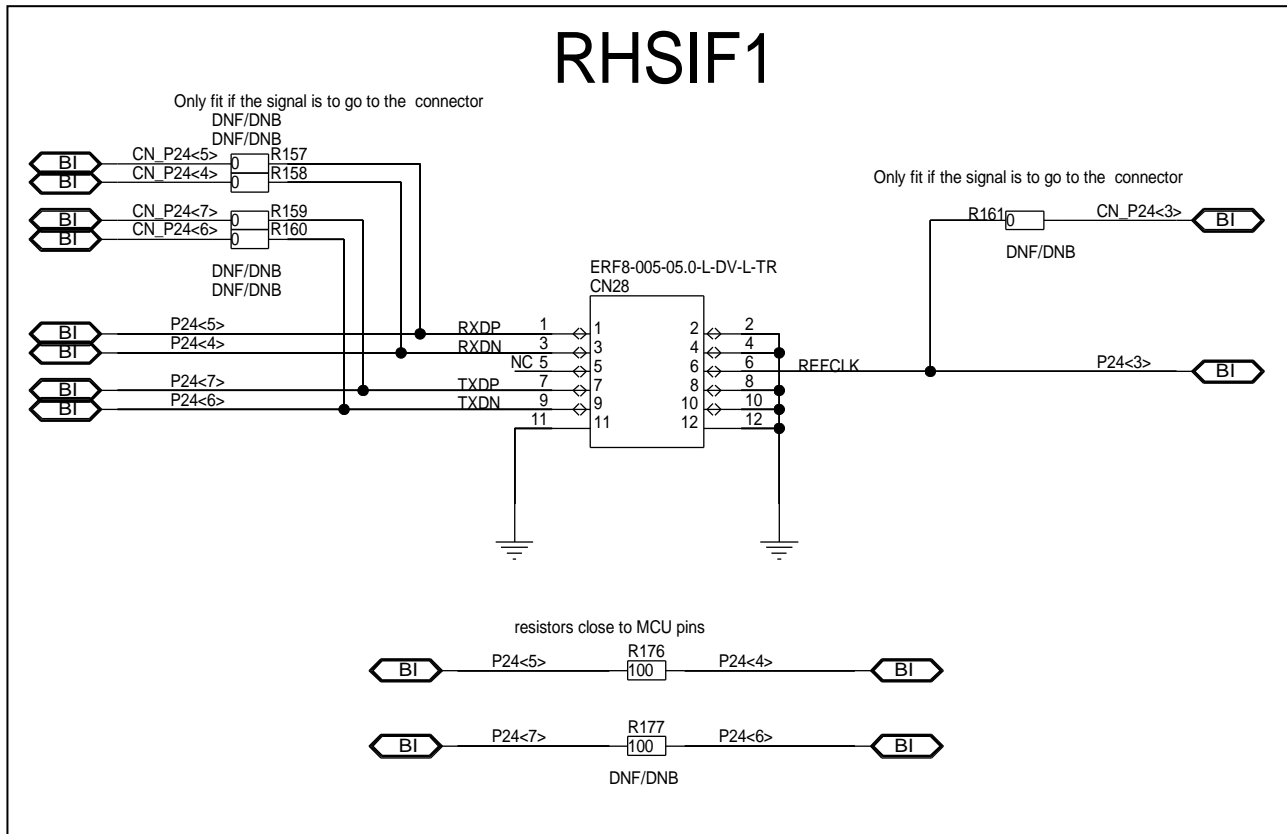 RHSIF1
Only fit if the signal is to go to the connector
DNF/DNB
DNF/DNB
BI CN_P24<5> 0 R157
BI CN_P24<4> 0 R158
Only fit if the signal is to go to the connector
BI CN_P24<7> 0 R159
BI CN_P24<6> 0 R160
R161 0 CN_P24<3> BI
DNF/DNB
DNF/DNB
DNF/DNB
ERF8-005-05.0-L-DV-L-TR
CN28
BI P24<5> RXDP 1 1 2 2
BI P24<4> RXDN 3 3 4 4
NC 5 5 6 6 REFCLK P24<3> BI
BI P24<7> TXDP 7 7 8 8
BI P24<6> TXDN 9 9 10 10
11 11 12 12
resistors close to MCU pins
R176
BI P24<5> 100 P24<4> BI
R177
BI P24<7> 100 P24<6> BI
DNF/DNB